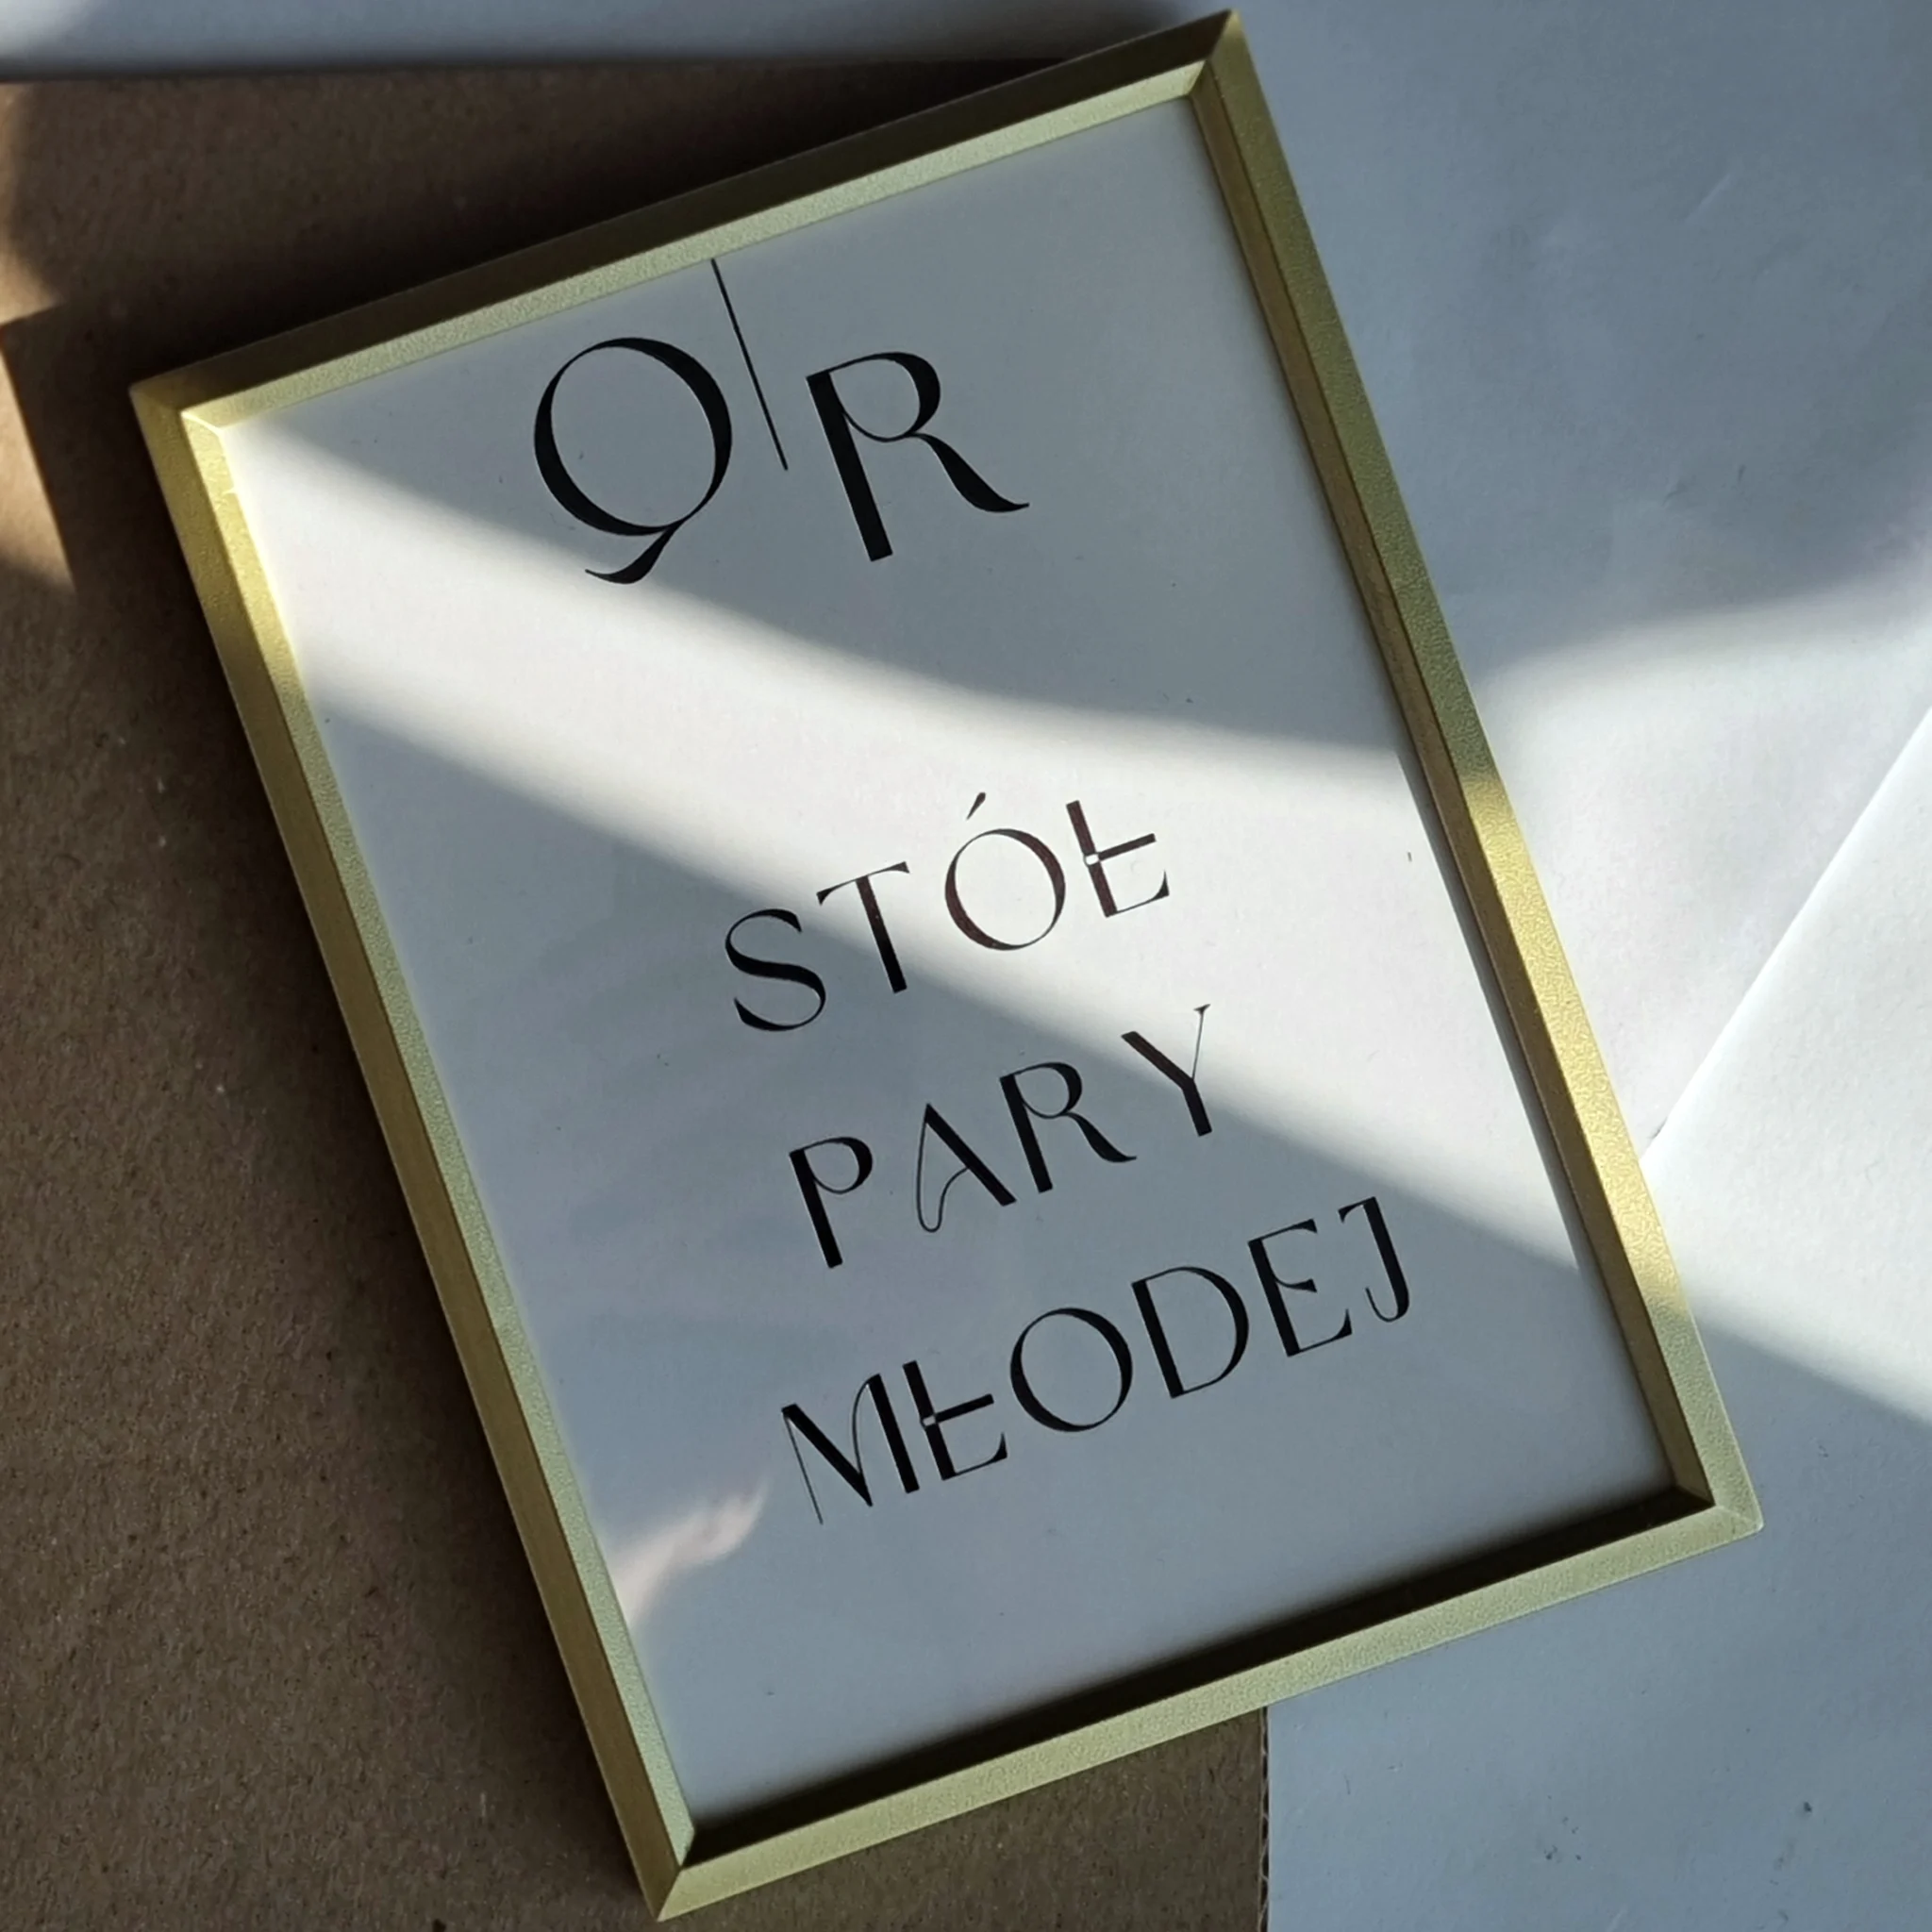 Q|R
STÓŁ
PARY
MŁODEJ